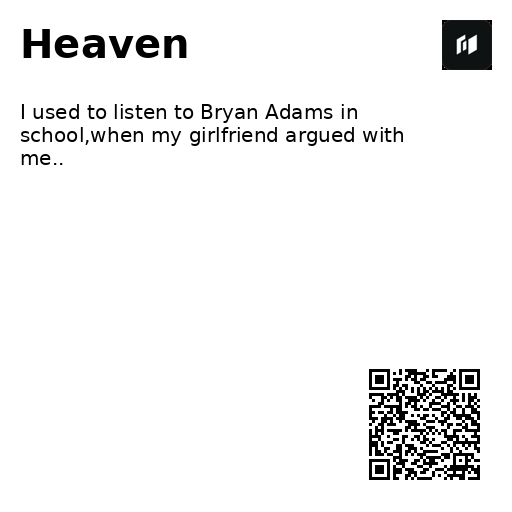 Heaven
I used to listen to Bryan Adams in
school,when my girlfriend argued with
me..